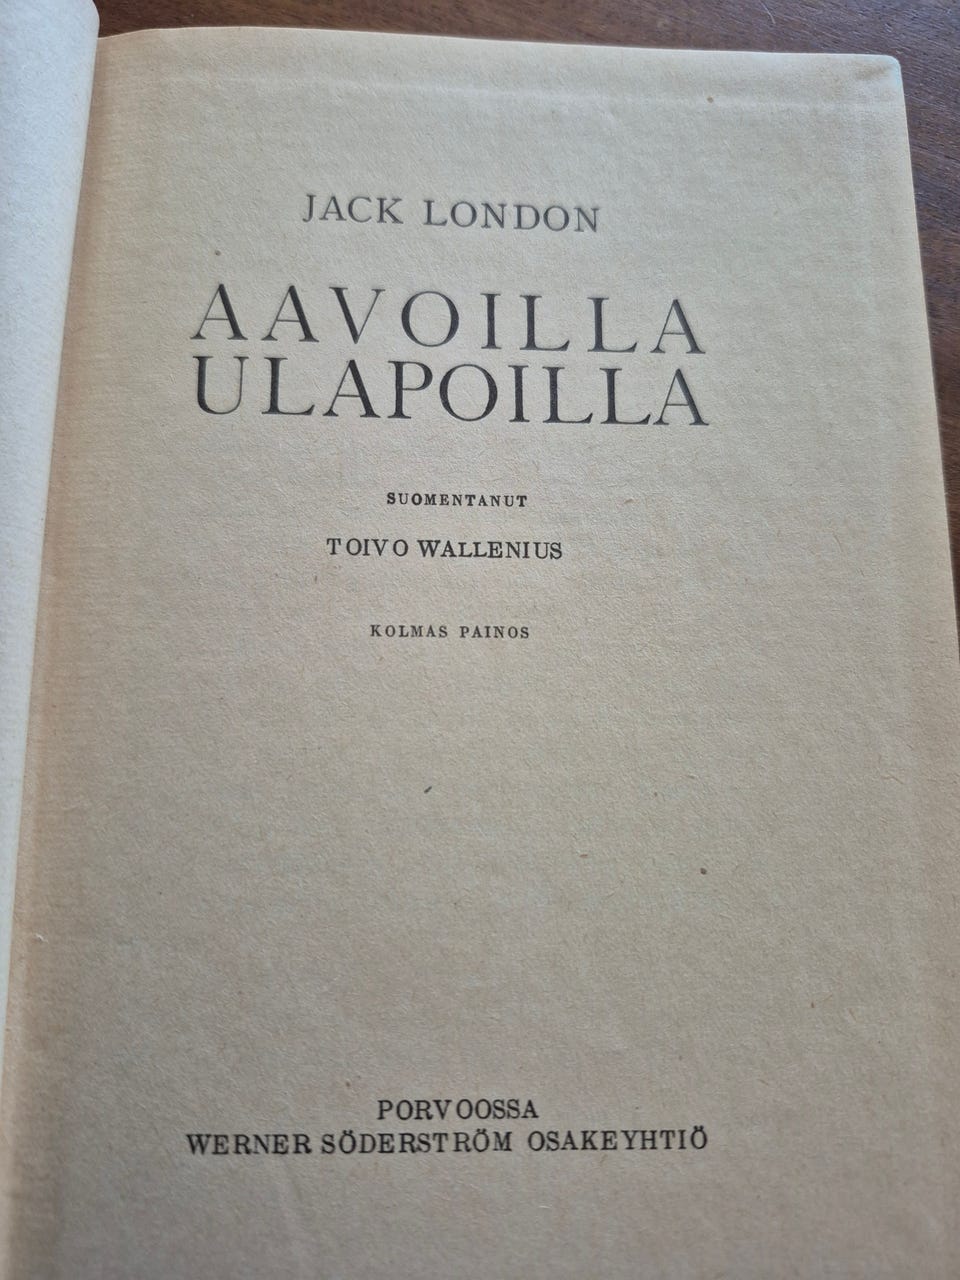 JACK LONDON
AAVOILLA
ULAPOILLA
SUOMENTANUT
TOIVO WALLENIUS
KOLMAS PAINOS
PORVOOSSA
WERNER SÖDERSTRÖM OSAKEYHTIÖ